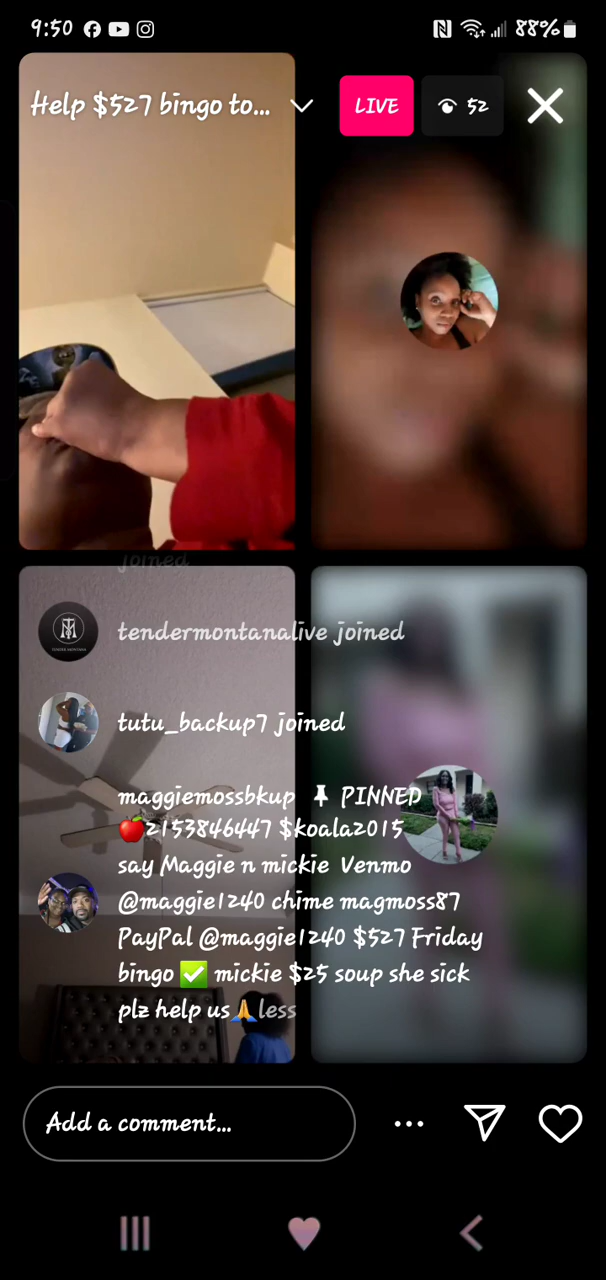 9:50
88%
Help $527 bingo to...
LIVE
52
joined
tendermontanalive joined
TENDER MONTANA
tutu_backup7 joined
maggiemossbkup 📌 PINNED
🍎2153846447 $koala2015
say Maggie n mickie Venmo
@maggie1240 chime magmoss87
PayPal @maggie1240 $527 Friday
bingo ✅ mickie $25 soup she sick
plz help us🙏less
Add a comment...